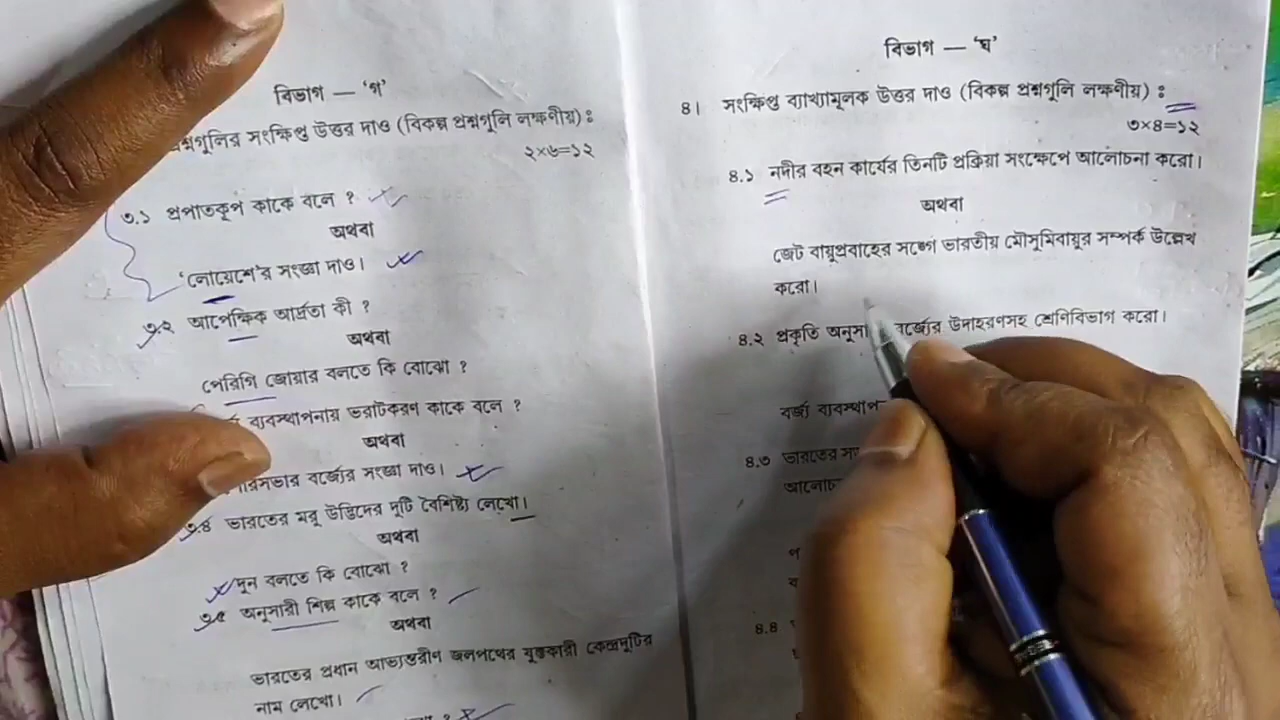 বিভাগ — ‘গ’
প্রশ্নগুলির সংক্ষিপ্ত উত্তর দাও (বিকল্প প্রশ্নগুলি লক্ষণীয়) :
২×৬=১২
৩.১ প্রপাতকূপ কাকে বলে ?
অথবা
‘লোয়েশে’র সংজ্ঞা দাও।
৩.২ আপেক্ষিক আর্দ্রতা কী ?
অথবা
পেরিগি জোয়ার বলতে কি বোঝো ?
ব্যবস্থাপনায় ভরাটকরণ কাকে বলে ?
অথবা
বর্জ্যের সংজ্ঞা দাও।
৩.৪ ভারতের মরু উদ্ভিদের দুটি বৈশিষ্ট্য লেখো।
অথবা
দুন বলতে কি বোঝো ?
৩.৫ অনুসারী শিল্প কাকে বলে ?
অথবা
ভারতের প্রধান আভ্যন্তরীণ জলপথের যুক্তকারী কেন্দ্রদুটির
নাম লেখো।
বিভাগ — ‘ঘ’
৪। সংক্ষিপ্ত ব্যাখ্যামূলক উত্তর দাও (বিকল্প প্রশ্নগুলি লক্ষণীয়) :
৩×৪=১২
৪.১ নদীর বহন কার্যের তিনটি প্রক্রিয়া সংক্ষেপে আলোচনা করো।
অথবা
জেট বায়ুপ্রবাহের সঙ্গে ভারতীয় মৌসুমিবায়ুর সম্পর্ক উল্লেখ
করো।
৪.২ প্রকৃতি বর্জ্যের উদাহরণসহ শ্রেণিবিভাগ করো।
বর্জ্য
৪.৩ ভারতের
৪.৪